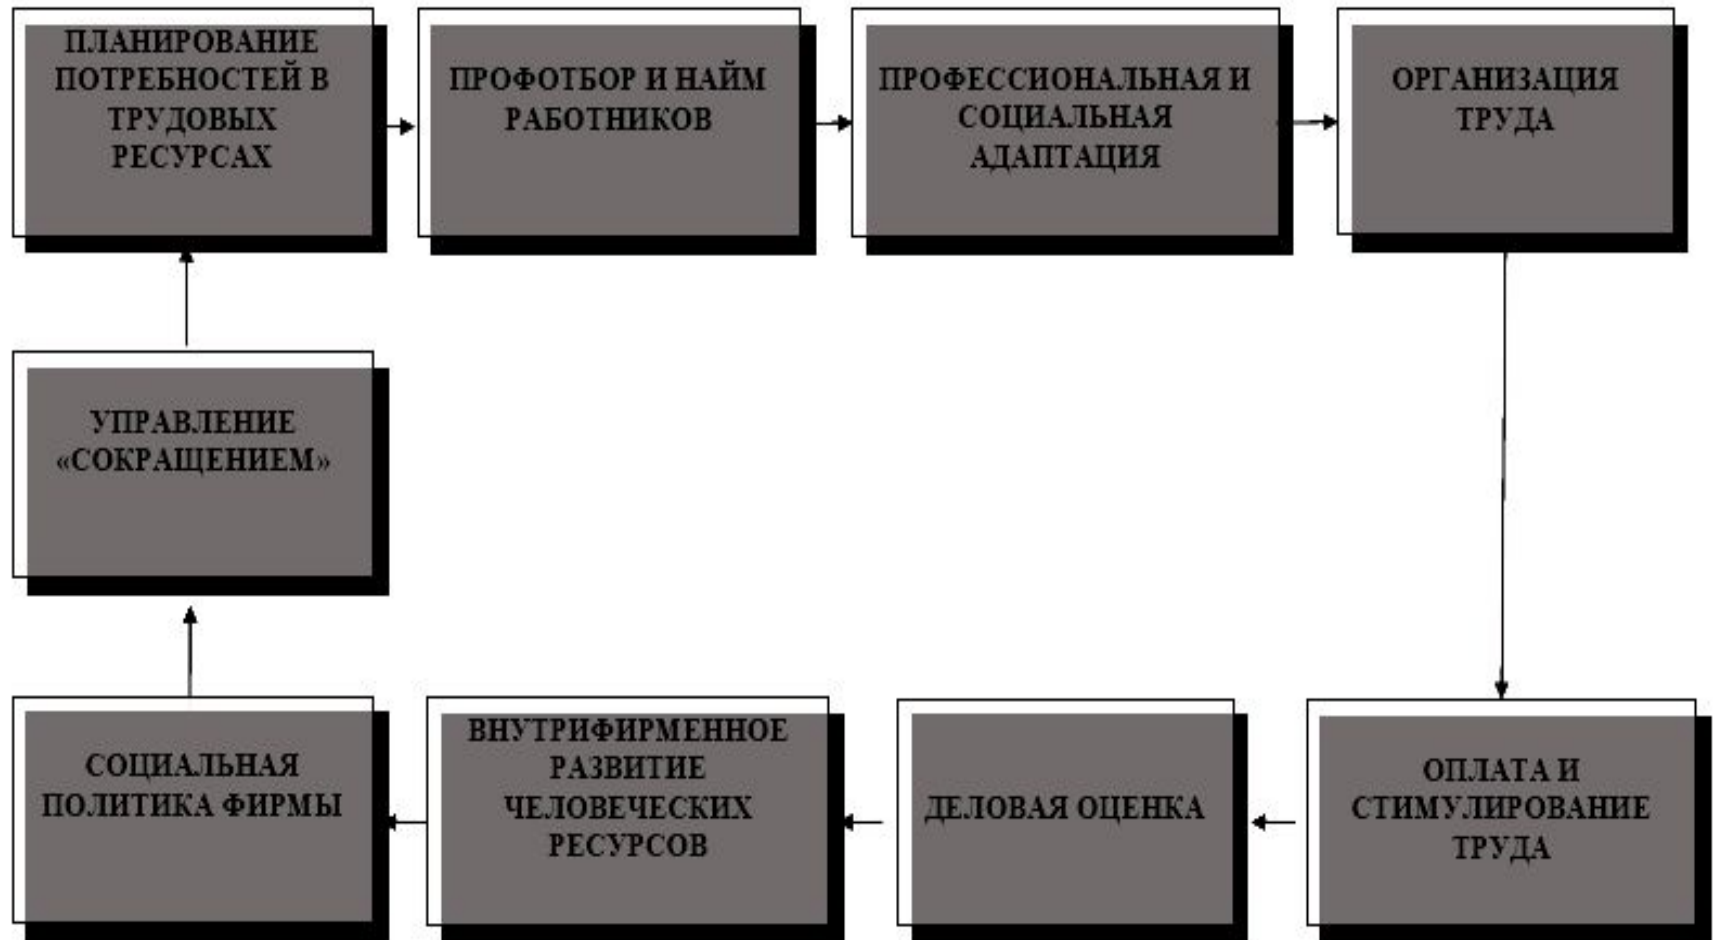 ПЛАНИРОВАНИЕ
ПОТРЕБНОСТЕЙ В
ТРУДОВЫХ
РЕСУРСАХ
ПРОФОТБОР И НАЙМ
РАБОТНИКОВ
ПРОФЕССИОНАЛЬНАЯ И
СОЦИАЛЬНАЯ
АДАПТАЦИЯ
ОРГАНИЗАЦИЯ
ТРУДА
УПРАВЛЕНИЕ
«СОКРАЩЕНИЕМ»
СОЦИАЛЬНАЯ
ПОЛИТИКА ФИРМЫ
ВНУТРИФИРМЕННОЕ
РАЗВИТИЕ
ЧЕЛОВЕЧЕСКИХ
РЕСУРСОВ
ДЕЛОВАЯ ОЦЕНКА
ОПЛАТА И
СТИМУЛИРОВАНИЕ
ТРУДА